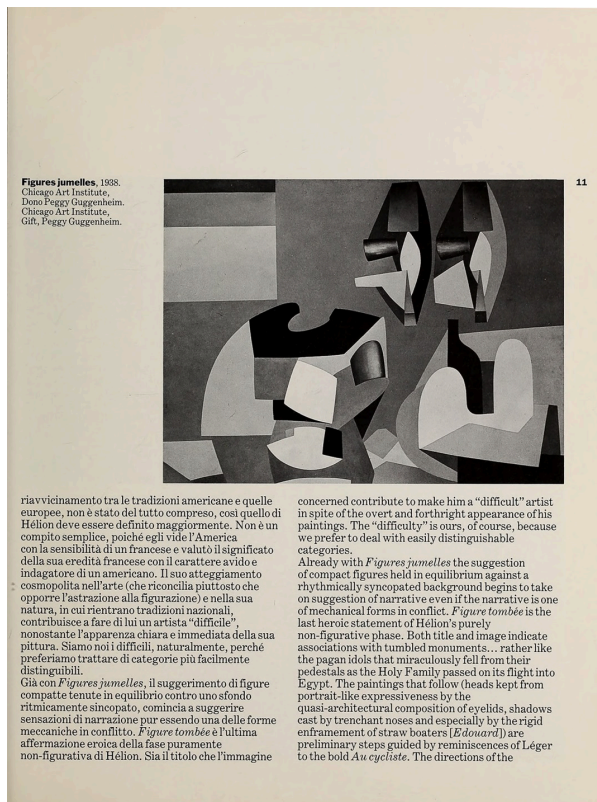 Figures jumelles, 1938.
Chicago Art Institute,
Dono Peggy Guggenheim.
Chicago Art Institute,
Gift, Peggy Guggenheim.
11
riavvicinamento tra le tradizioni americane e quelle
europee, non è stato del tutto compreso, così quello di
Hélion deve essere definito maggiormente. Non è un
compito semplice, poiché egli vide l'America
con la sensibilità di un francese e valutò il significato
della sua eredità francese con il carattere avido e
indagatore di un americano. Il suo atteggiamento
cosmopolita nell'arte (che riconcilia piuttosto che
opporre l'astrazione alla figurazione) e nella sua
natura, in cui rientrano tradizioni nazionali,
contribuisce a fare di lui un artista “difficile”,
nonostante l'apparenza chiara e immediata della sua
pittura. Siamo noi i difficili, naturalmente, perché
preferiamo trattare di categorie più facilmente
distinguibili.
Già con Figures jumelles, il suggerimento di figure
compatte tenute in equilibrio contro uno sfondo
ritmicamente sincopato, comincia a suggerire
sensazioni di narrazione pur essendo una delle forme
meccaniche in conflitto. Figure tombée è l'ultima
affermazione eroica della fase puramente
non-figurativa di Hélion. Sia il titolo che l'immagine
concerned contribute to make him a “difficult” artist
in spite of the overt and forthright appearance of his
paintings. The “difficulty” is ours, of course, because
we prefer to deal with easily distinguishable
categories.
Already with Figures jumelles the suggestion
of compact figures held in equilibrium against a
rhythmically syncopated background begins to take
on suggestion of narrative even if the narrative is one
of mechanical forms in conflict. Figure tombée is the
last heroic statement of Hélion's purely
non-figurative phase. Both title and image indicate
associations with tumbled monuments... rather like
the pagan idols that miraculously fell from their
pedestals as the Holy Family passed on its flight into
Egypt. The paintings that follow (heads kept from
portrait-like expressiveness by the
quasi-architectural composition of eyelids, shadows
cast by trenchant noses and especially by the rigid
enframement of straw boaters [Edouard]) are
preliminary steps guided by reminiscences of Léger
to the bold Au cycliste. The directions of the